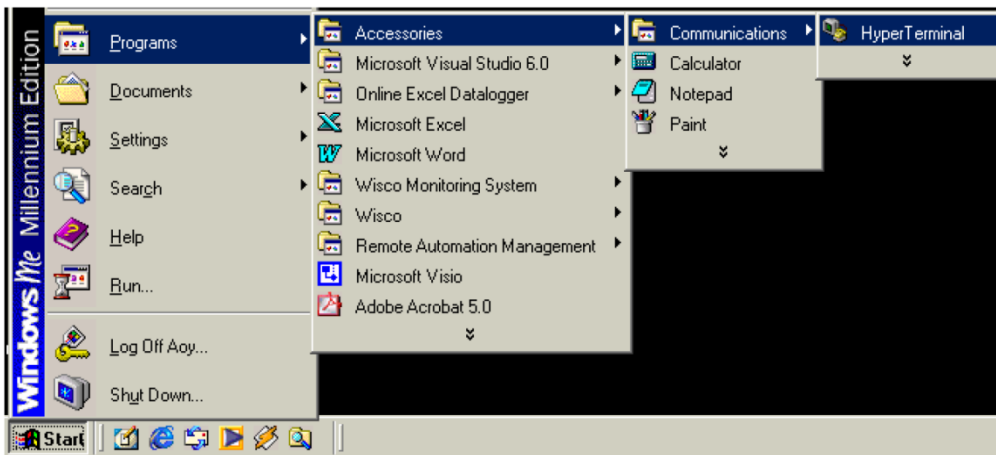 Windows Me Millennium Edition
Programs
Documents
Settings
Search
Help
Run...
Log Off Aoy...
Shut Down...
Accessories
Microsoft Visual Studio 6.0
Online Excel Datalogger
Microsoft Excel
Microsoft Word
Wisco Monitoring System
Wisco
Remote Automation Management
Microsoft Visio
Adobe Acrobat 5.0
Communications
Calculator
Notepad
Paint
HyperTerminal
Start